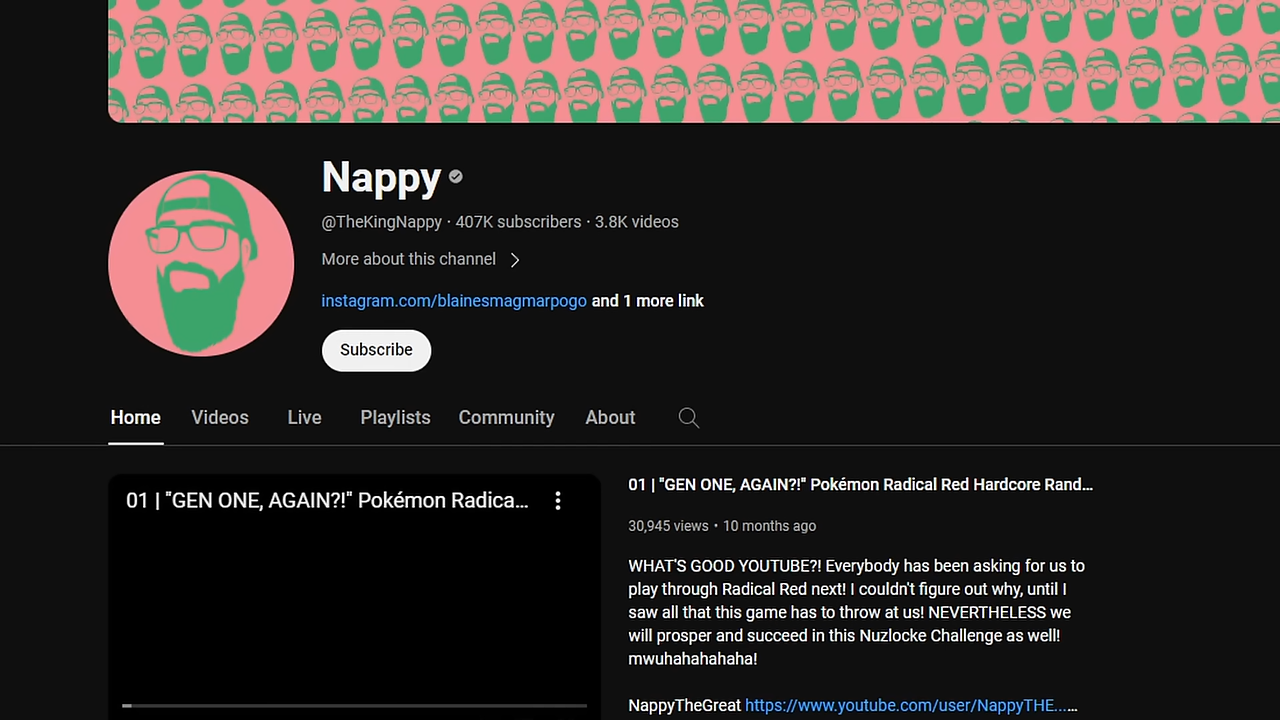 Nappy
@TheKingNappy · 407K subscribers · 3.8K videos
More about this channel
instagram.com/blainesmagmarpogo and 1 more link
Subscribe
Home Videos Live Playlists Community About
01 | "GEN ONE, AGAIN?!" Pokémon Radica...
01 | "GEN ONE, AGAIN?!" Pokémon Radical Red Hardcore Rand...
30,945 views · 10 months ago
WHAT'S GOOD YOUTUBE?! Everybody has been asking for us to
play through Radical Red next! I couldn't figure out why, until I
saw all that this game has to throw at us! NEVERTHELESS we
will prosper and succeed in this Nuzlocke Challenge as well!
mwuhahahahaha!
NappyTheGreat https://www.youtube.com/user/NappyTHE......